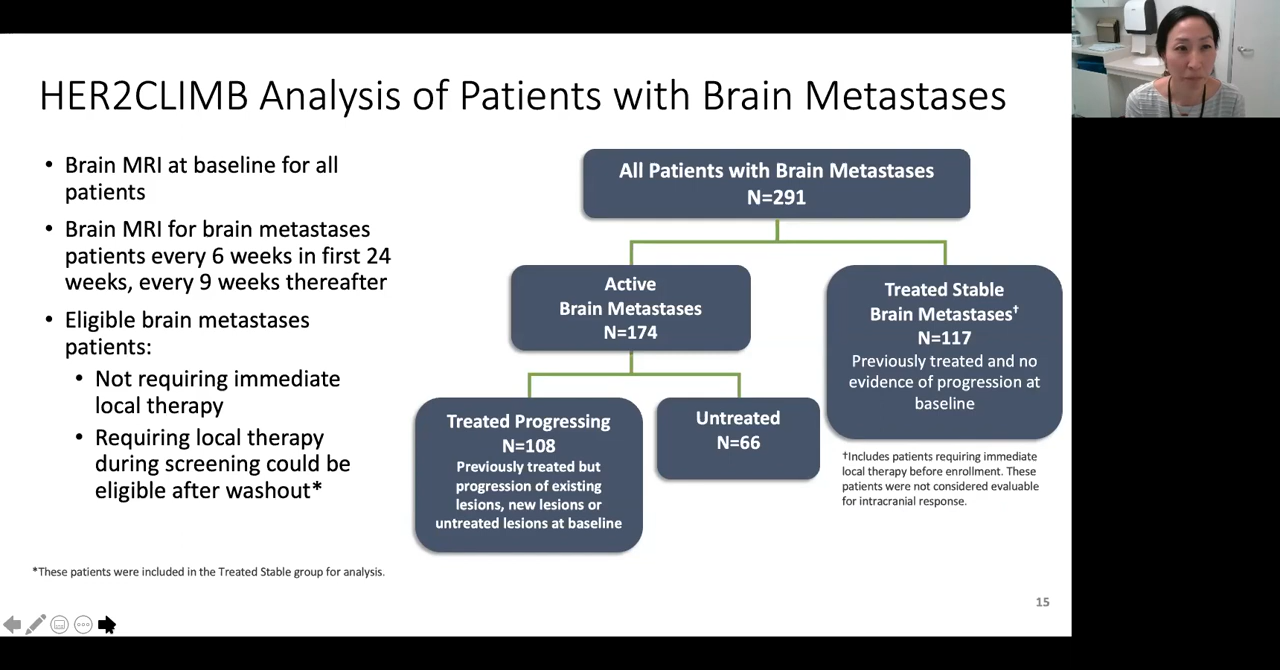 HER2CLIMB Analysis of Patients with Brain Metastases
• Brain MRI at baseline for all
patients
• Brain MRI for brain metastases
patients every 6 weeks in first 24
weeks, every 9 weeks thereafter
• Eligible brain metastases
patients:
• Not requiring immediate
local therapy
• Requiring local therapy
during screening could be
eligible after washout*
*These patients were included in the Treated Stable group for analysis.
All Patients with Brain Metastases
N=291
Active
Brain Metastases
N=174
Treated Stable
Brain Metastases†
N=117
Previously treated and no
evidence of progression at
baseline
Treated Progressing
N=108
Previously treated but
progression of existing
lesions, new lesions or
untreated lesions at baseline
Untreated
N=66
†Includes patients requiring immediate
local therapy before enrollment. These
patients were not considered evaluable
for intracranial response.
15